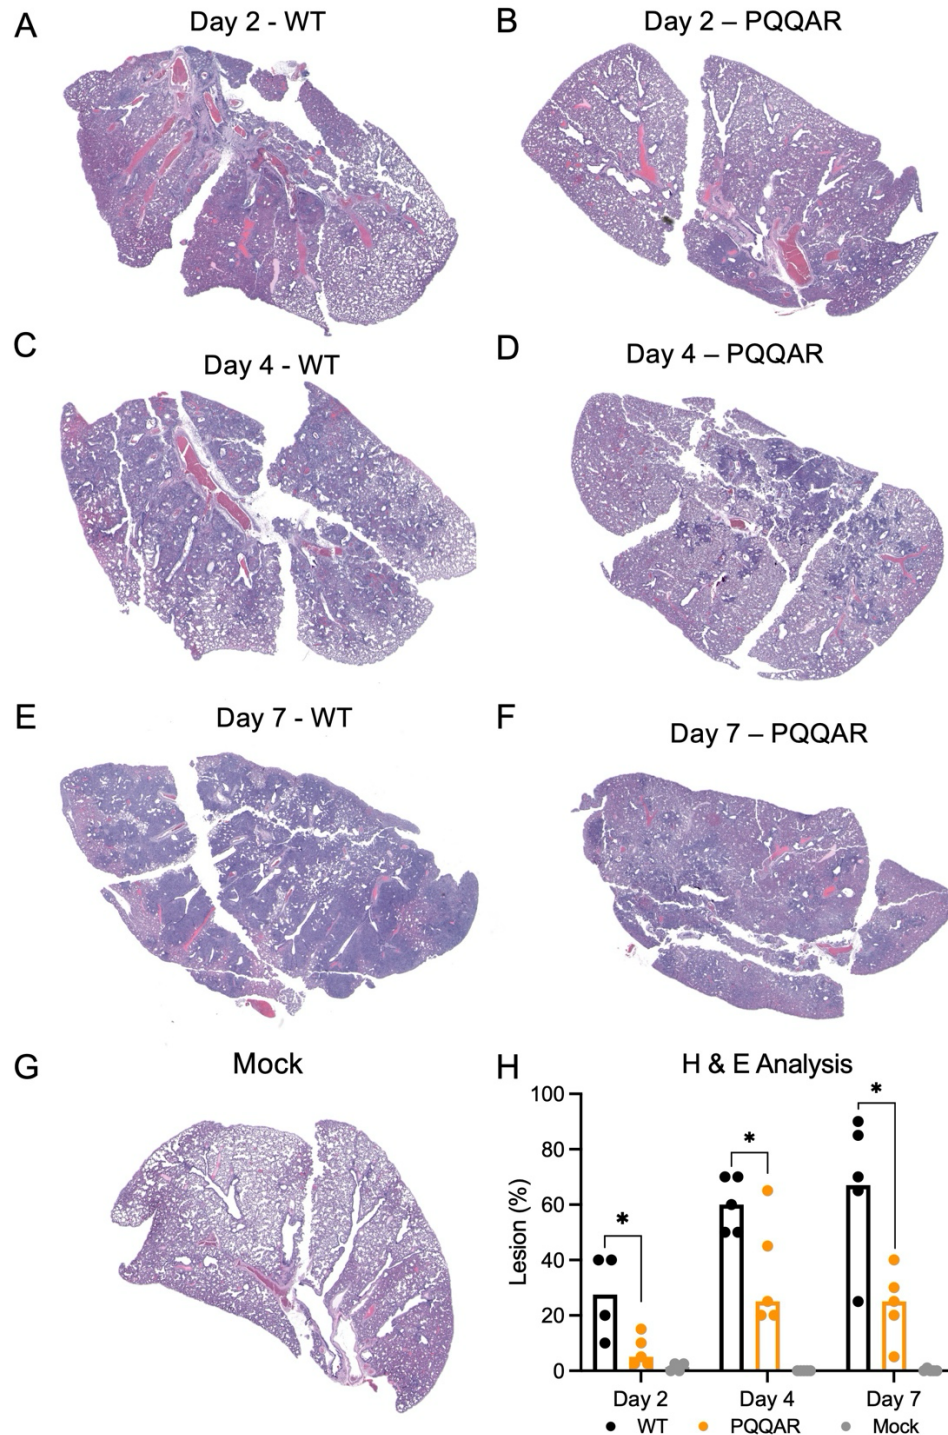 A
Day 2 - WT
B
Day 2 – PQQAR
C
Day 4 - WT
D
Day 4 – PQQAR
E
Day 7 - WT
F
Day 7 – PQQAR
G
Mock
H
H & E Analysis
Lesion (%)
100
80
60
40
20
0
*
*
*
Day 2
Day 4
Day 7
WT
PQQAR
Mock